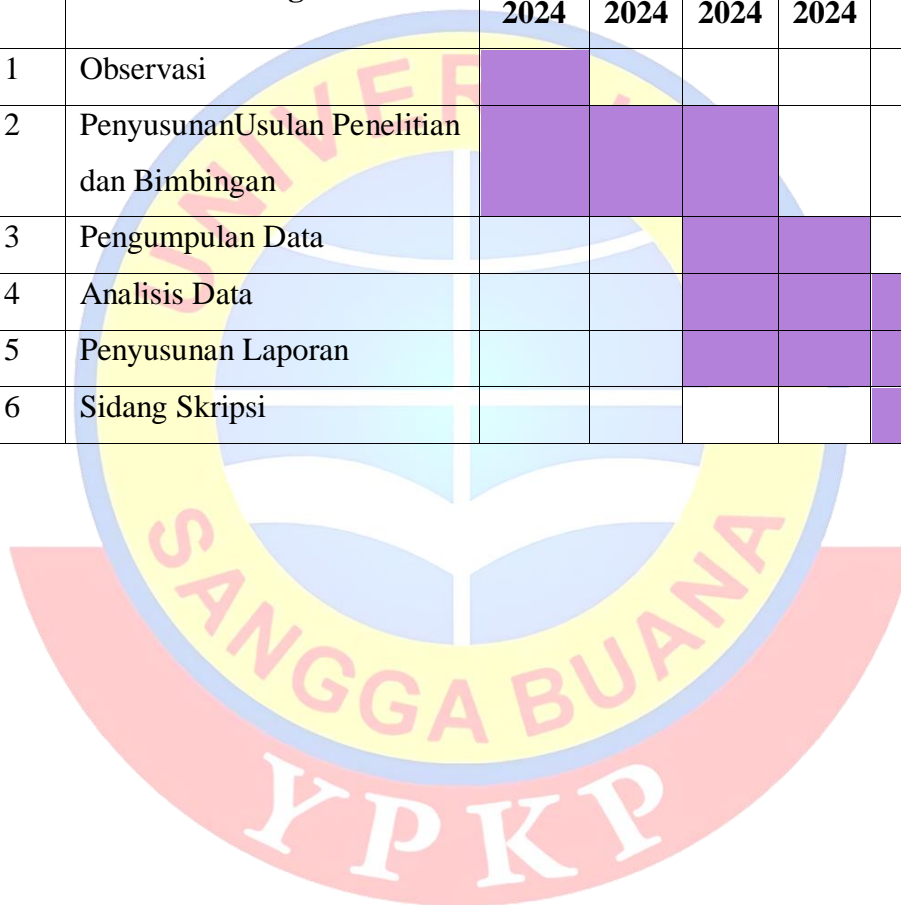 2024 2024 2024 2024
1 Observasi
2 PenyusunanUsulan Penelitian
dan Bimbingan
3 Pengumpulan Data
4 Analisis Data
5 Penyusunan Laporan
6 Sidang Skripsi
SANGGA BUANA
YPKP